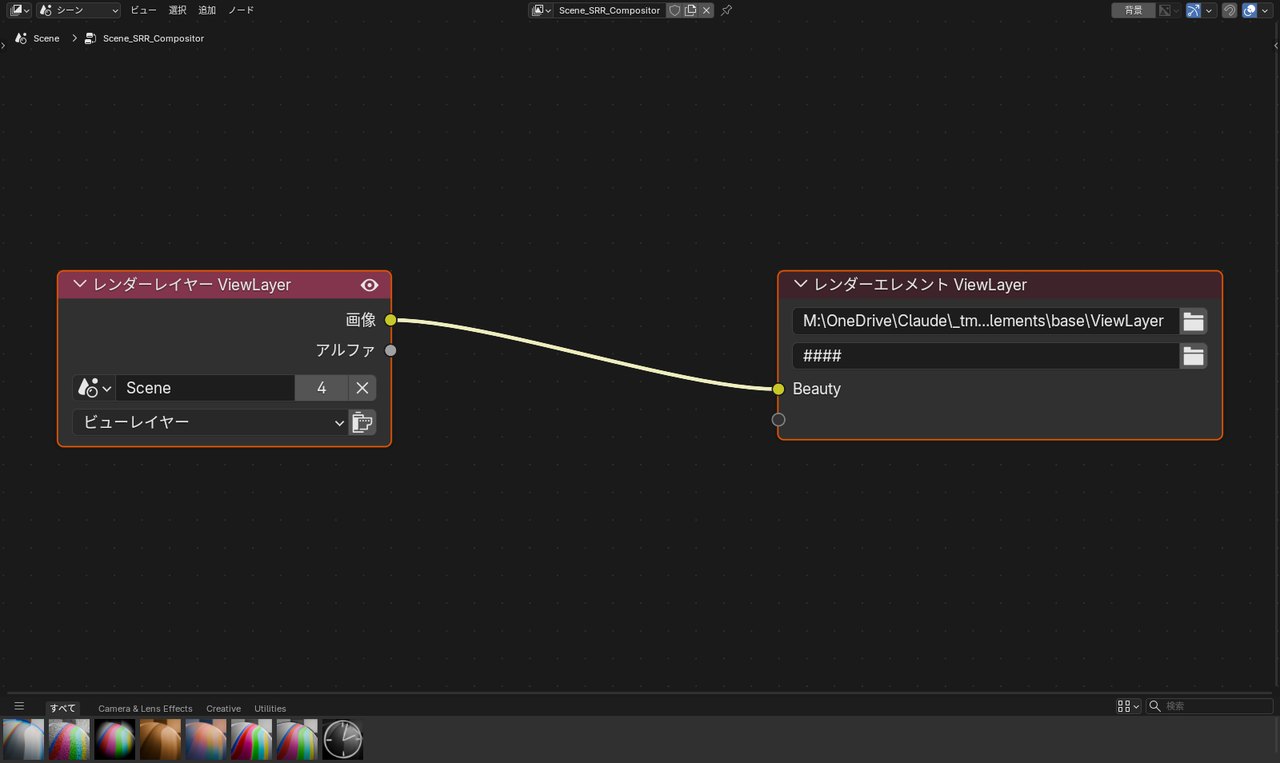 シーン ビュー 選択 追加 ノード Scene_SRR_Compositor 背景
Scene Scene_SRR_Compositor
レンダーレイヤー ViewLayer
画像
アルファ
Scene 4
ビューレイヤー
レンダーエレメント ViewLayer
M:\OneDrive\Claude\_tm...lements\base\ViewLayer
####
Beauty
すべて Camera & Lens Effects Creative Utilities 検索